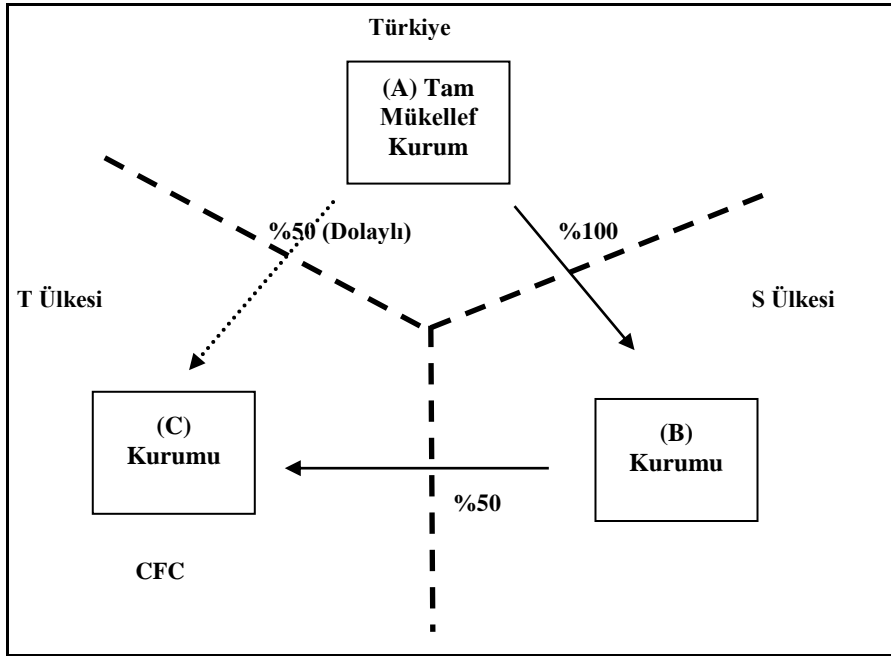 Türkiye
(A) Tam
Mükellef
Kurum
%50 (Dolaylı)
%100
T Ülkesi
S Ülkesi
(C)
Kurumu
(B)
Kurumu
%50
CFC